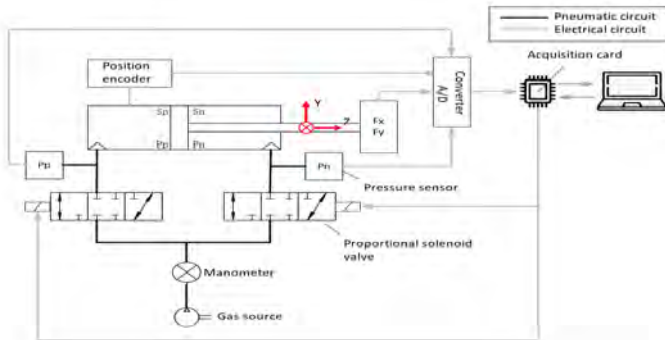 Pneumatic circuit
Electrical circuit
Acquisition card
Position
encoder
Converter
A/D
Sp
Sn
Y
Z
Fx
Fy
Pp
Pn
Pp
Pn
Pressure sensor
Proportional solenoid
valve
Manometer
Gas source